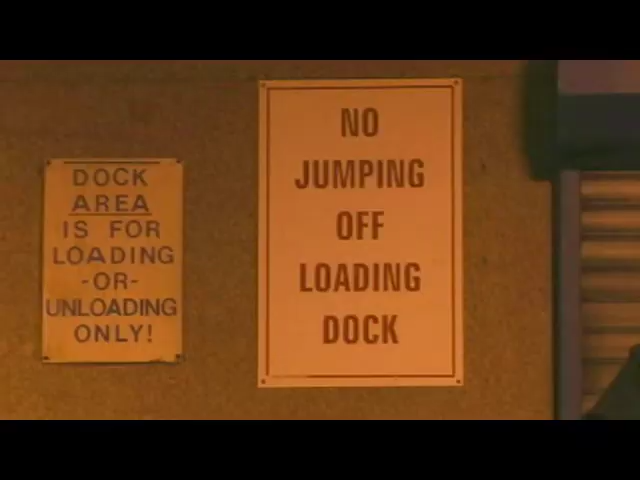 DOCK
AREA
IS FOR
LOADING
-OR-
UNLOADING
ONLY!
NO
JUMPING
OFF
LOADING
DOCK